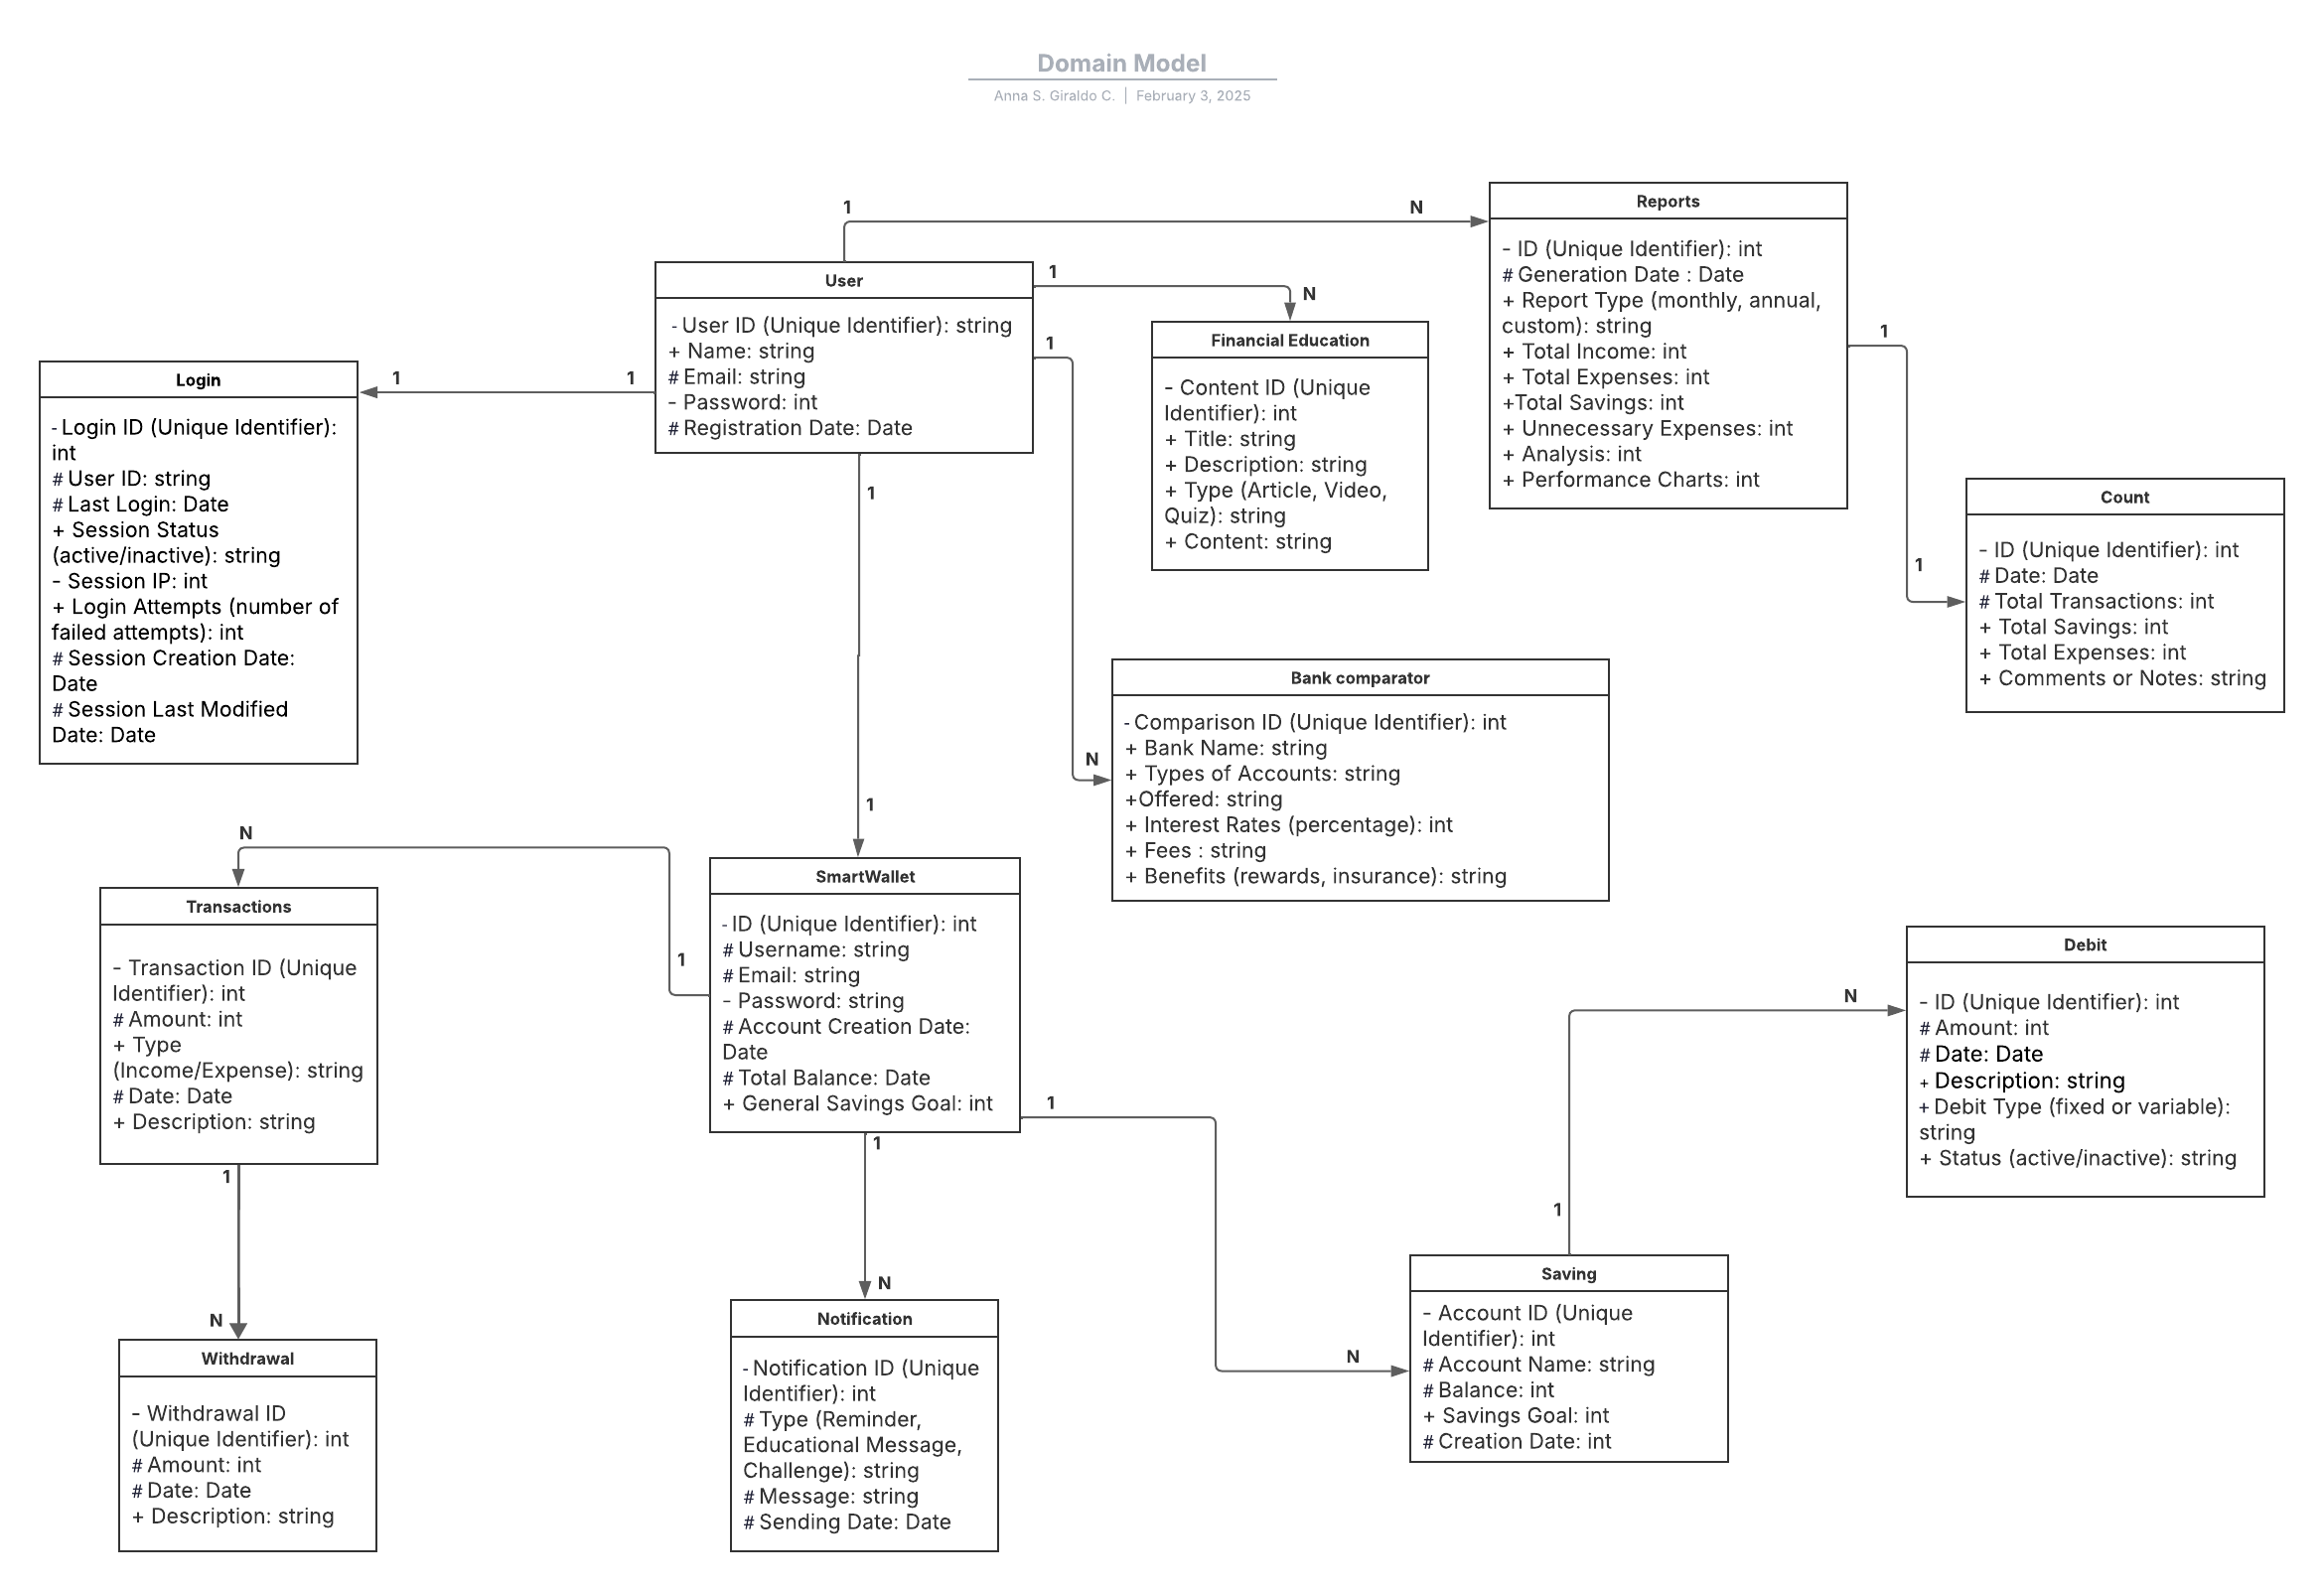 Domain Model
Anna S. Giraldo C. | February 3, 2025
1
N
Reports
- ID (Unique Identifier): int
# Generation Date : Date
+ Report Type (monthly, annual,
custom): string
+ Total Income: int
+ Total Expenses: int
+Total Savings: int
+ Unnecessary Expenses: int
+ Analysis: int
+ Performance Charts: int
User
- User ID (Unique Identifier): string
+ Name: string
# Email: string
- Password: int
# Registration Date: Date
1
N
1
Financial Education
- Content ID (Unique
Identifier): int
+ Title: string
+ Description: string
+ Type (Article, Video,
Quiz): string
+ Content: string
1
1
Login
- Login ID (Unique Identifier):
int
# User ID: string
# Last Login: Date
+ Session Status
(active/inactive): string
- Session IP: int
+ Login Attempts (number of
failed attempts): int
# Session Creation Date:
Date
# Session Last Modified
Date: Date
1
1
1
1
Count
- ID (Unique Identifier): int
# Date: Date
# Total Transactions: int
+ Total Savings: int
+ Total Expenses: int
+ Comments or Notes: string
N
Bank comparator
- Comparison ID (Unique Identifier): int
+ Bank Name: string
+ Types of Accounts: string
+Offered: string
+ Interest Rates (percentage): int
+ Fees : string
+ Benefits (rewards, insurance): string
N
1
Transactions
- Transaction ID (Unique
Identifier): int
# Amount: int
+ Type
(Income/Expense): string
# Date: Date
+ Description: string
SmartWallet
- ID (Unique Identifier): int
# Username: string
# Email: string
- Password: string
# Account Creation Date:
Date
# Total Balance: Date
+ General Savings Goal: int
N
Debit
- ID (Unique Identifier): int
# Amount: int
# Date: Date
+ Description: string
+ Debit Type (fixed or variable):
string
+ Status (active/inactive): string
1
1
1
1
N
N
N
Withdrawal
- Withdrawal ID
(Unique Identifier): int
# Amount: int
# Date: Date
+ Description: string
Notification
- Notification ID (Unique
Identifier): int
# Type (Reminder,
Educational Message,
Challenge): string
# Message: string
# Sending Date: Date
Saving
- Account ID (Unique
Identifier): int
# Account Name: string
# Balance: int
+ Savings Goal: int
# Creation Date: int